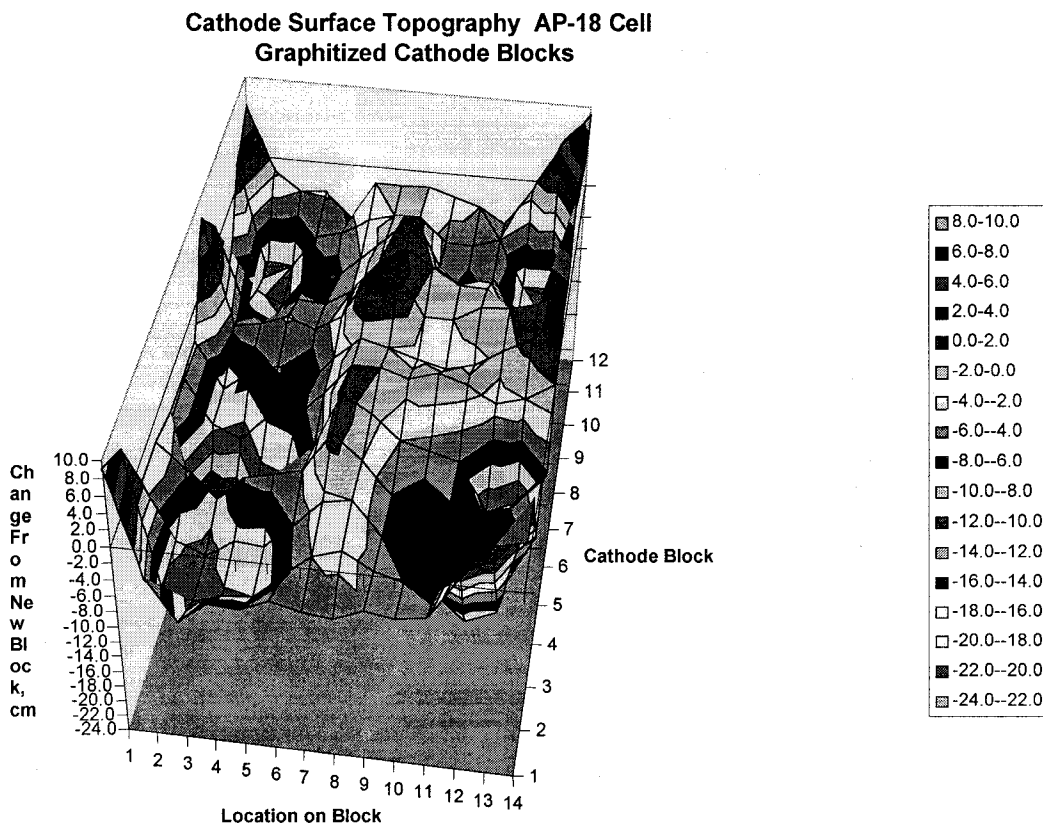 Cathode Surface Topography AP-18 Cell
Graphitized Cathode Blocks
10.0
8.0
6.0
4.0
2.0
0.0
-2.0
-4.0
-6.0
-8.0
-10.0
-12.0
-14.0
-16.0
-18.0
-20.0
-22.0
-24.0
Ch
an
ge
Fr
o
m
Ne
w
Bl
oc
k,
cm
1 2 3 4 5 6 7 8 9 10 11 12 13 14
Location on Block
12
11
10
9
8
7
6
5
4
3
2
1
Cathode Block
8.0-10.0
6.0-8.0
4.0-6.0
2.0-4.0
0.0-2.0
-2.0-0.0
-4.0--2.0
-6.0--4.0
-8.0--6.0
-10.0--8.0
-12.0--10.0
-14.0--12.0
-16.0--14.0
-18.0--16.0
-20.0--18.0
-22.0--20.0
-24.0--22.0